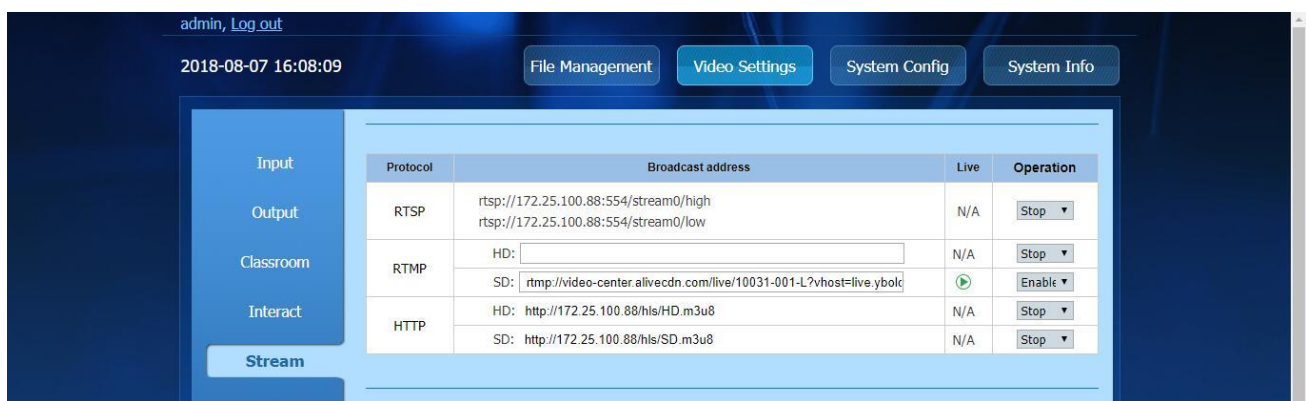 admin, Log out
2018-08-07 16:08:09
File Management
Video Settings
System Config
System Info
Input
Output
Classroom
Interact
Stream
Protocol Broadcast address Live Operation
RTSP
rtsp://172.25.100.88:554/stream0/high
rtsp://172.25.100.88:554/stream0/low
N/A Stop
RTMP
HD: N/A Stop
SD: rtmp://video-center.alivecdn.com/live/10031-001-L?vhost=live.ybold Enable
HTTP
HD: http://172.25.100.88/hls/HD.m3u8 N/A Stop
SD: http://172.25.100.88/hls/SD.m3u8 N/A Stop